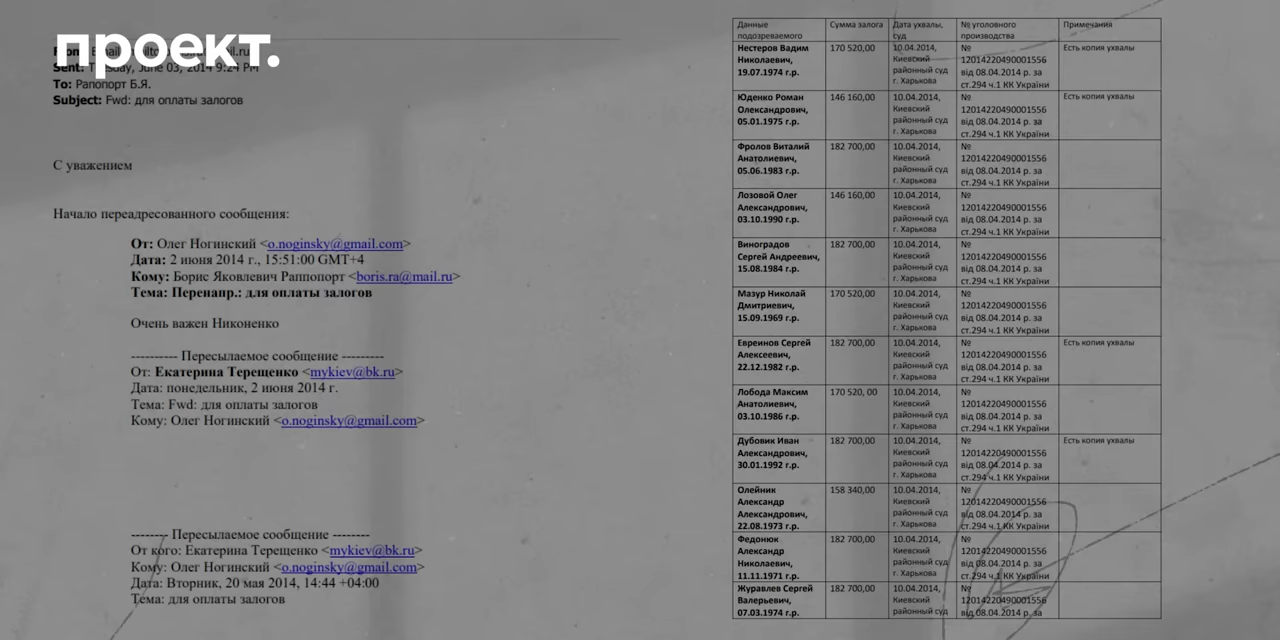 проект.
Sent: Tuesday, June 03, 2014 9:24 PM
To: Рапопорт Б.Я.
Subject: Fwd: для оплаты залогов
С уважением
Начало переадресованного сообщения:
От: Олег Ногинский <o.noginsky@gmail.com>
Дата: 2 июня 2014 г., 15:51:00 GMT+4
Кому: Борис Яковлевич Раппопорт <boris.ra@mail.ru>
Тема: Перенапр.: для оплаты залогов
Очень важен Никоненко
---------- Пересылаемое сообщение ---------
От: Екатерина Терещенко <mykiev@bk.ru>
Дата: понедельник, 2 июня 2014 г.
Тема: Fwd: для оплаты залогов
Кому: Олег Ногинский <o.noginsky@gmail.com>
-------- Пересылаемое сообщение --------
От кого: Екатерина Терещенко <mykiev@bk.ru>
Кому: Олег Ногинский <o.noginsky@gmail.com>
Дата: Вторник, 20 мая 2014, 14:44 +04:00
Тема: для оплаты залогов
Данные Сумма залога Дата ухвалы, № уголовного Примечания
подозреваемого суд производства
Нестеров Вадим 170 520,00 10.04.2014, № Есть копия ухвалы
Николаевич, Киевский 12014220490001556
19.07.1974 г.р. районный суд від 08.04.2014 р. за
г. Харькова ст.294 ч.1 КК України
Юденко Роман 146 160,00 10.04.2014, № Есть копия ухвалы
Олександрович, Киевский 12014220490001556
05.01.1975 г.р. районный суд від 08.04.2014 р. за
г. Харькова ст.294 ч.1 КК України
Фролов Виталий 182 700,00 10.04.2014, №
Анатолиевич, Киевский 12014220490001556
05.06.1983 г.р. районный суд від 08.04.2014 р. за
г. Харькова ст.294 ч.1 КК України
Лозовой Олег 146 160,00 10.04.2014, №
Александрович, Киевский 12014220490001556
03.10.1990 г.р. районный суд від 08.04.2014 р. за
г. Харькова ст.294 ч.1 КК України
Виноградов 182 700,00 10.04.2014, №
Сергей Андреевич, Киевский 12014220490001556
15.08.1984 г.р. районный суд від 08.04.2014 р. за
г. Харькова ст.294 ч.1 КК України
Мазур Николай 170 520,00 10.04.2014, №
Дмитриевич, Киевский 12014220490001556
15.09.1969 г.р. районный суд від 08.04.2014 р. за
г. Харькова ст.294 ч.1 КК України
Евреинов Сергей 182 700,00 10.04.2014, № Есть копия ухвалы
Алексеевич, Киевский 12014220490001556
22.12.1982 г.р. районный суд від 08.04.2014 р. за
г. Харькова ст.294 ч.1 КК України
Лобода Максим 170 520, 00 10.04.2014, №
Анатолиевич, Киевский 12014220490001556
03.10.1986 г.р. районный суд від 08.04.2014 р. за
г. Харькова ст.294 ч.1 КК України
Дубовик Иван 182 700,00 10.04.2014, № Есть копия ухвалы
Александрович, Киевский 12014220490001556
30.01.1992 г.р. районный суд від 08.04.2014 р. за
г. Харькова ст.294 ч.1 КК України
Олейник 158 340,00 10.04.2014, №
Александр Киевский 12014220490001556
Александрович, районный суд від 08.04.2014 р. за
22.08.1973 г.р. г. Харькова ст.294 ч.1 КК України
Федонюк 182 700,00 10.04.2014, №
Александр Киевский 12014220490001556
Николаевич, районный суд від 08.04.2014 р. за
11.11.1971 г.р. г. Харькова ст.294 ч.1 КК України
Журавлев Сергей 182 700,00 10.04.2014, №
Валерьевич, Киевский 12014220490001556
07.03.1974 г.р. районный суд від 08.04.2014 р. за